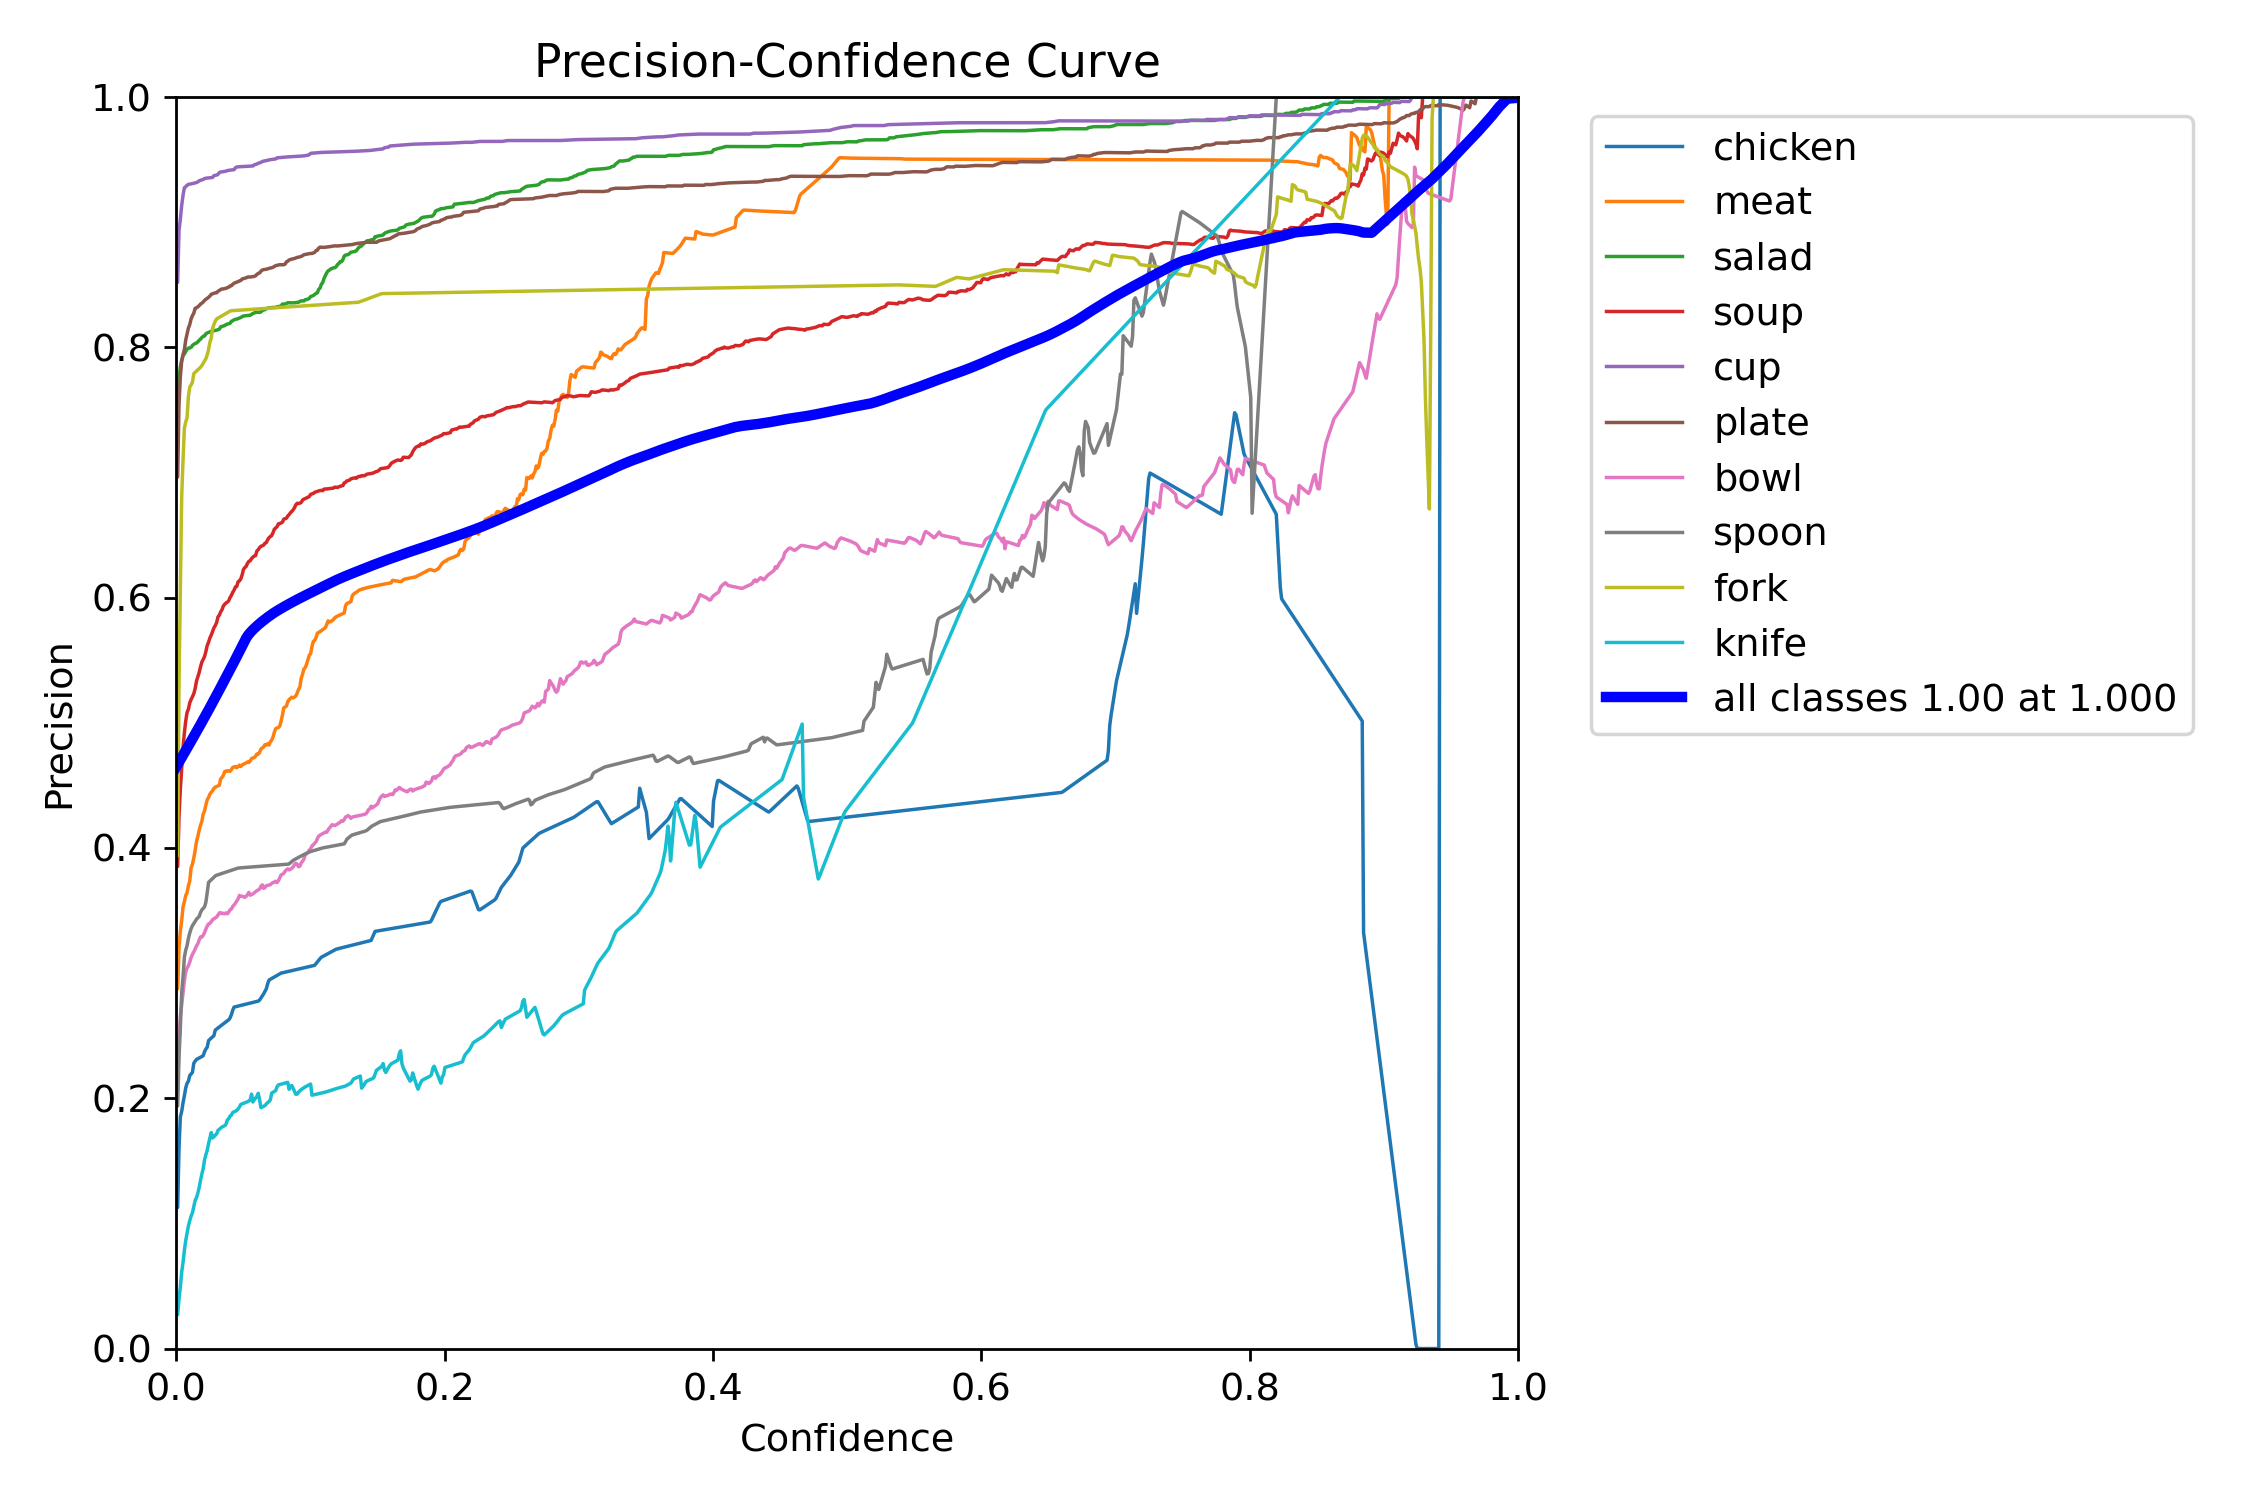 Precision-Confidence Curve
1.0
0.8
0.6
0.4
0.2
0.0
Precision
0.0 0.2 0.4 0.6 0.8 1.0
Confidence
chicken
meat
salad
soup
cup
plate
bowl
spoon
fork
knife
all classes 1.00 at 1.000